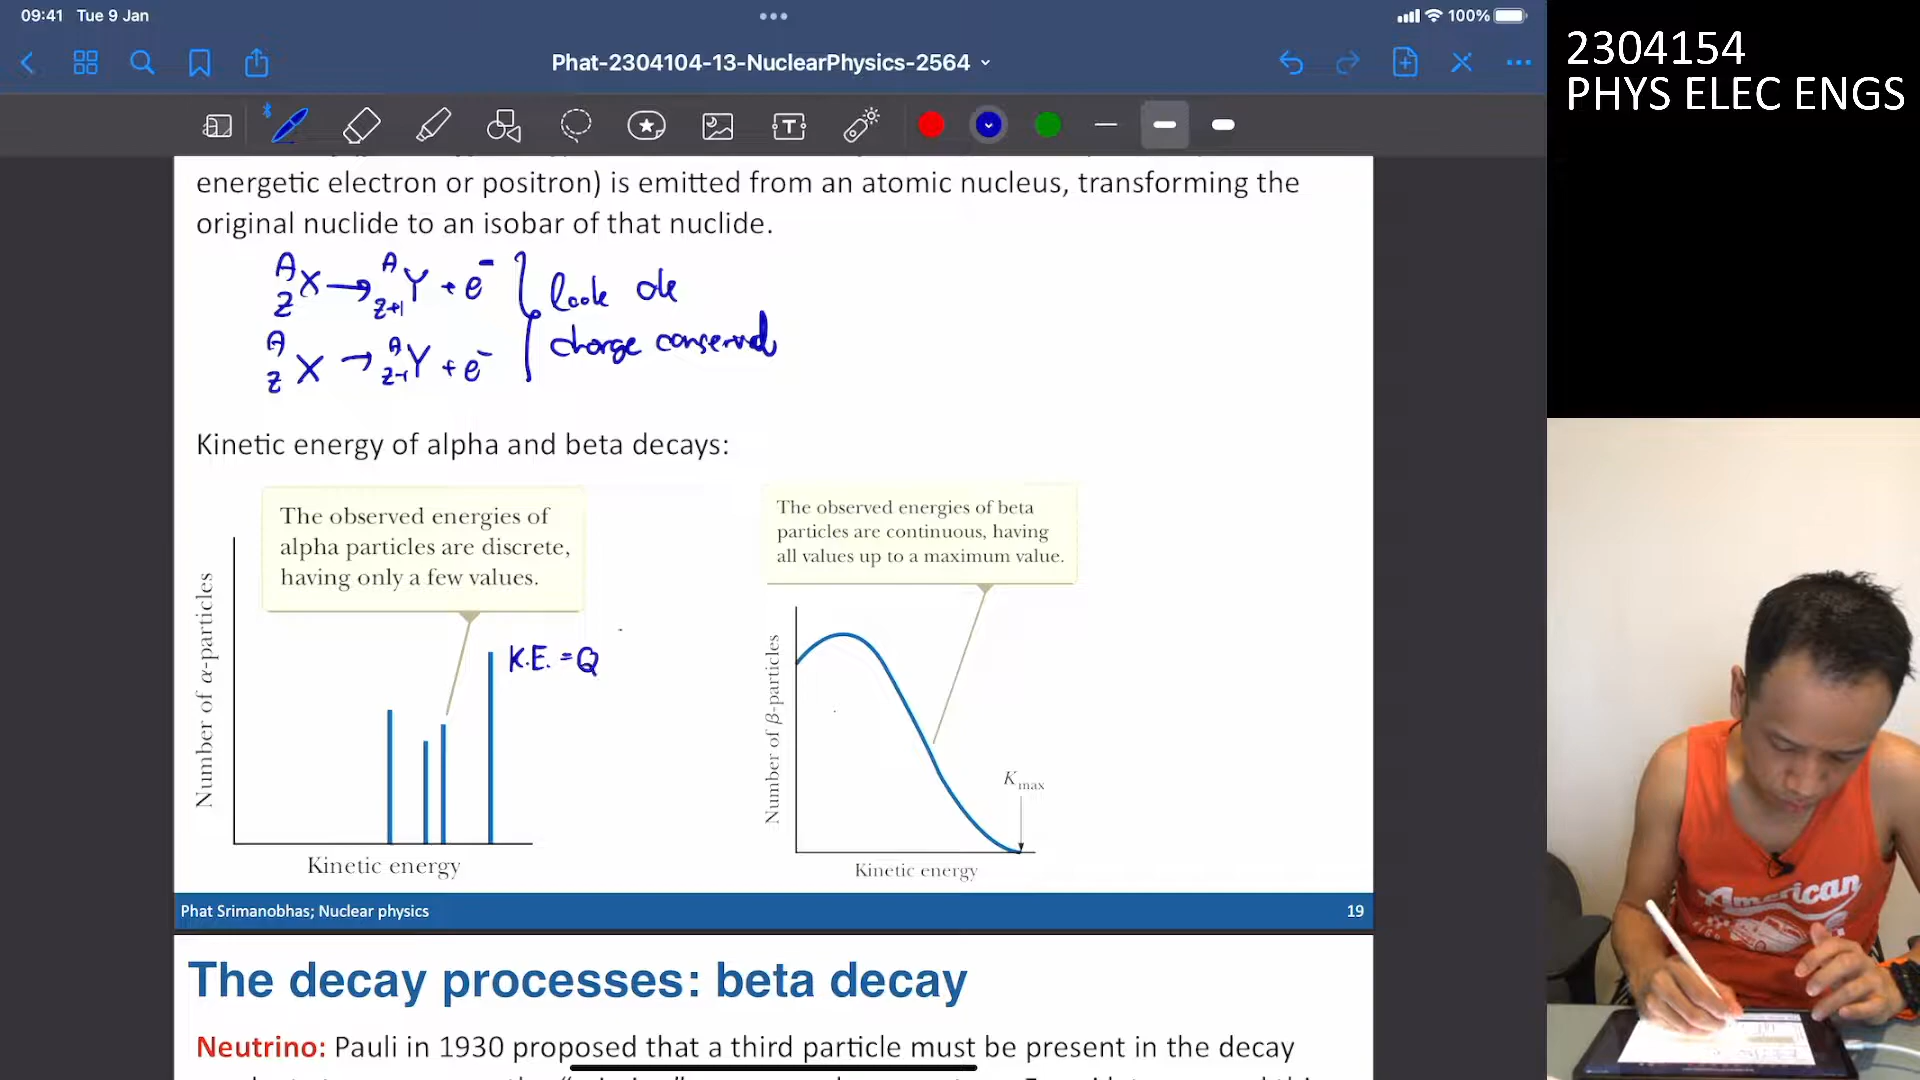 09:41 Tue 9 Jan
100%
Phat-2304104-13-NuclearPhysics-2564
2304154
PHYS ELEC ENGS
energetic electron or positron) is emitted from an atomic nucleus, transforming the
original nuclide to an isobar of that nuclide.
A Z X → A Z+1 Y + e⁻
look ok
charge conserved
A Z X → A Z-1 Y + e⁻
Kinetic energy of alpha and beta decays:
The observed energies of
alpha particles are discrete,
having only a few values.
Number of α-particles
K.E. = Q
Kinetic energy
The observed energies of beta
particles are continuous, having
all values up to a maximum value.
Number of β-particles
Kmax
Kinetic energy
Phat Srimanobhas; Nuclear physics
19
The decay processes: beta decay
Neutrino: Pauli in 1930 proposed that a third particle must be present in the decay
American